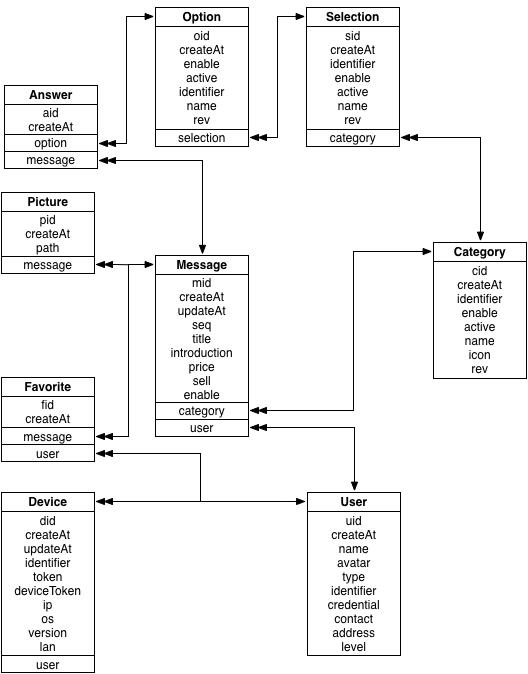 Option
oid
createAt
enable
active
identifier
name
rev
selection
Selection
sid
createAt
identifier
enable
active
name
rev
category
Answer
aid
createAt
option
message
Picture
pid
createAt
path
message
Message
mid
createAt
updateAt
seq
title
introduction
price
sell
enable
category
user
Category
cid
createAt
identifier
enable
active
name
icon
rev
Favorite
fid
createAt
message
user
Device
did
createAt
updateAt
identifier
token
deviceToken
ip
os
version
lan
user
User
uid
createAt
name
avatar
type
identifier
credential
contact
address
level